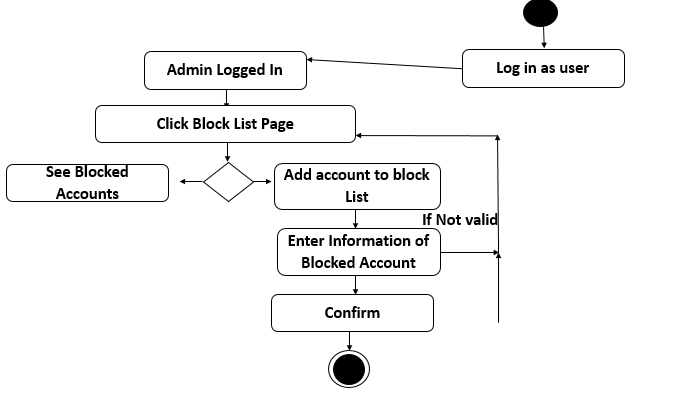 Log in as user
Admin Logged In
Click Block List Page
See Blocked
Accounts
Add account to block
List
If Not valid
Enter Information of
Blocked Account
Confirm